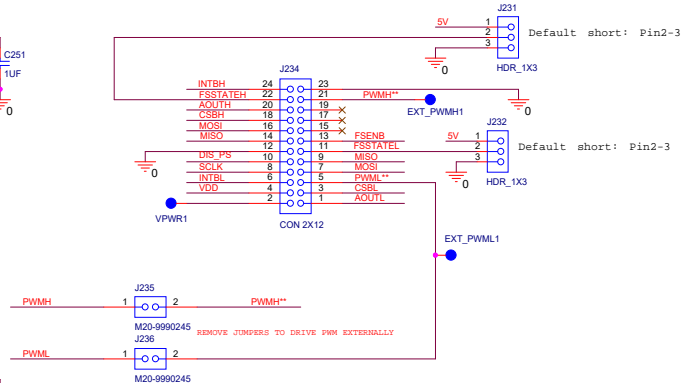 J231
5V 1
2
3
Default short: Pin2-3
0
HDR_1X3
C251
1UF
0
J234
INTBH 24 23
FSSTATEH 22 21 PWMH**
AOUTH 20 19
CSBH 18 17
MOSI 16 15
MISO 14 13 FSENB
12 11 FSSTATEL
DIS_PS 10 9 MISO
SCLK 8 7 MOSI
INTBL 6 5 PWML**
VDD 4 3 CSBL
2 1 AOUTL
0
VPWR1
CON 2X12
EXT_PWMH1
0
J232
5V 1
2
3
Default short: Pin2-3
0
HDR_1X3
EXT_PWML1
J235
PWMH 1 2 PWMH**
M20-9990245
REMOVE JUMPERS TO DRIVE PWM EXTERNALLY
J236
PWML 1 2
M20-9990245